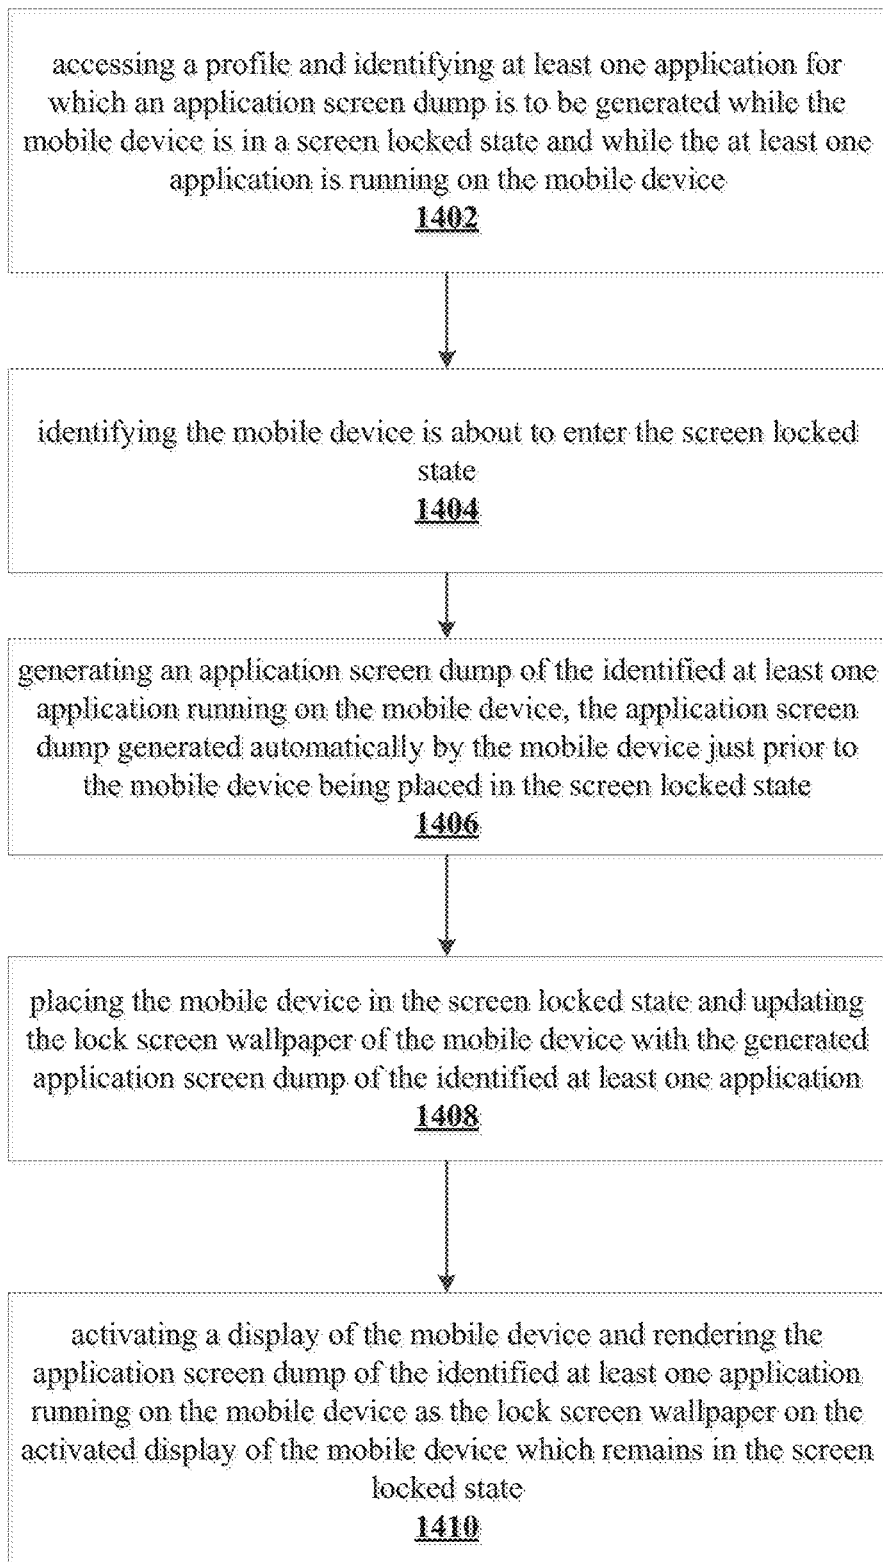 accessing a profile and identifying at least one application for
which an application screen dump is to be generated while the
mobile device is in a screen locked state and while the at least one
application is running on the mobile device
1402
identifying the mobile device is about to enter the screen locked
state
1404
generating an application screen dump of the identified at least one
application running on the mobile device, the application screen
dump generated automatically by the mobile device just prior to
the mobile device being placed in the screen locked state
1406
placing the mobile device in the screen locked state and updating
the lock screen wallpaper of the mobile device with the generated
application screen dump of the identified at least one application
1408
activating a display of the mobile device and rendering the
application screen dump of the identified at least one application
running on the mobile device as the lock screen wallpaper on the
activated display of the mobile device which remains in the screen
locked state
1410